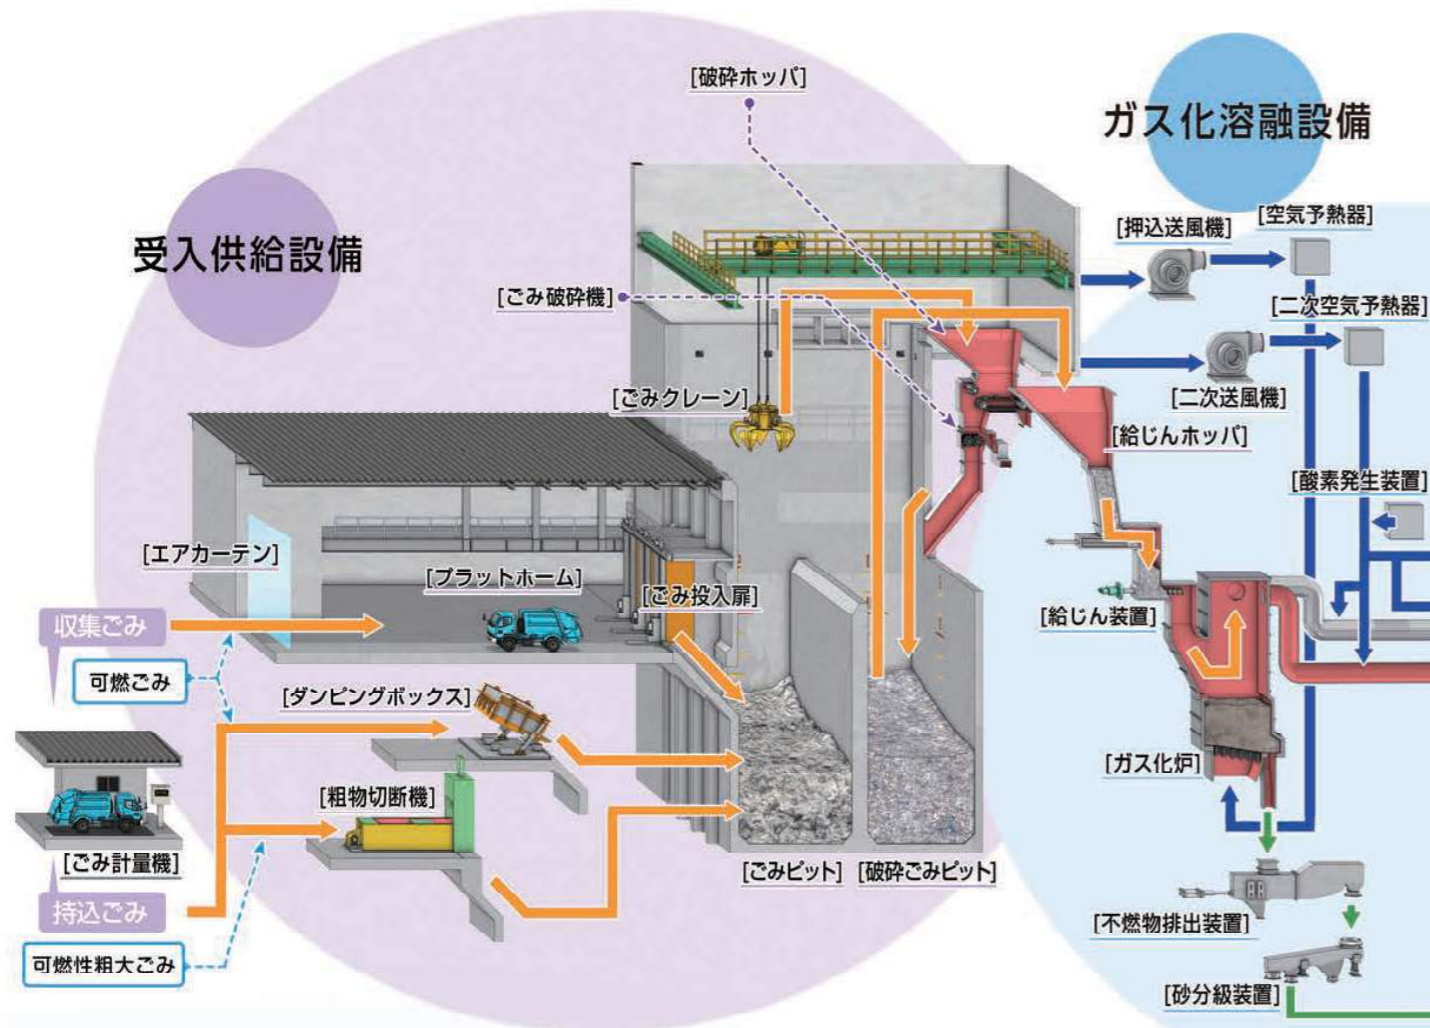 [破砕ホッパ]
ガス化溶融設備
受入供給設備
[押込送風機]
[空気予熱器]
[ごみ破砕機]
[二次空気予熱器]
[ごみクレーン]
[二次送風機]
[給じんホッパ]
[酸素発生装置]
[エアカーテン]
[プラットホーム]
[ごみ投入扉]
収集ごみ
[給じん装置]
可燃ごみ
[ダンピングボックス]
[ガス化炉]
[粗物切断機]
[ごみ計量機]
[ごみピット]
[破砕ごみピット]
持込ごみ
[不燃物排出装置]
可燃性粗大ごみ
[砂分級装置]